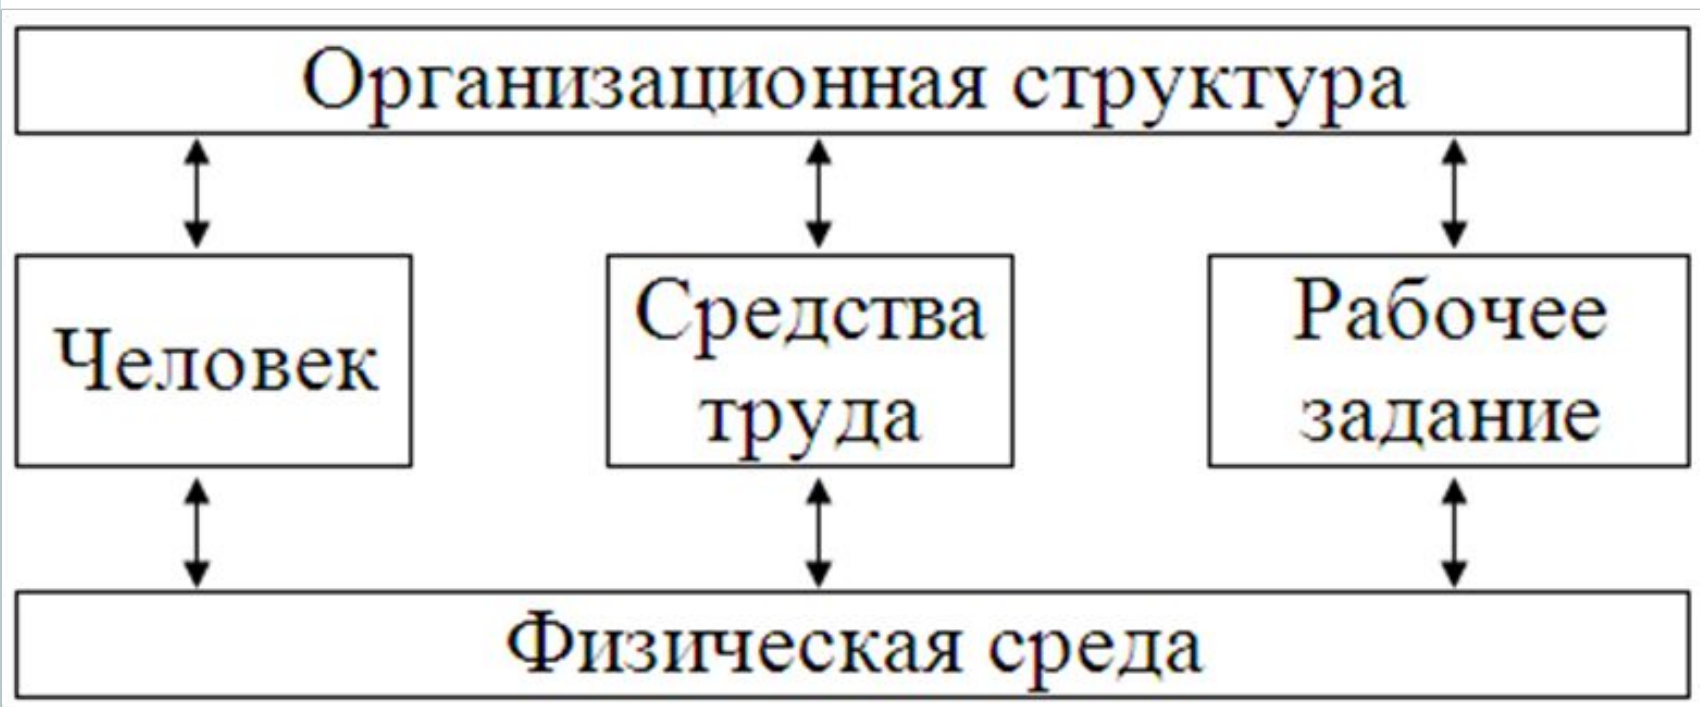 Организационная структура
Человек
Средства
труда
Рабочее
задание
Физическая среда